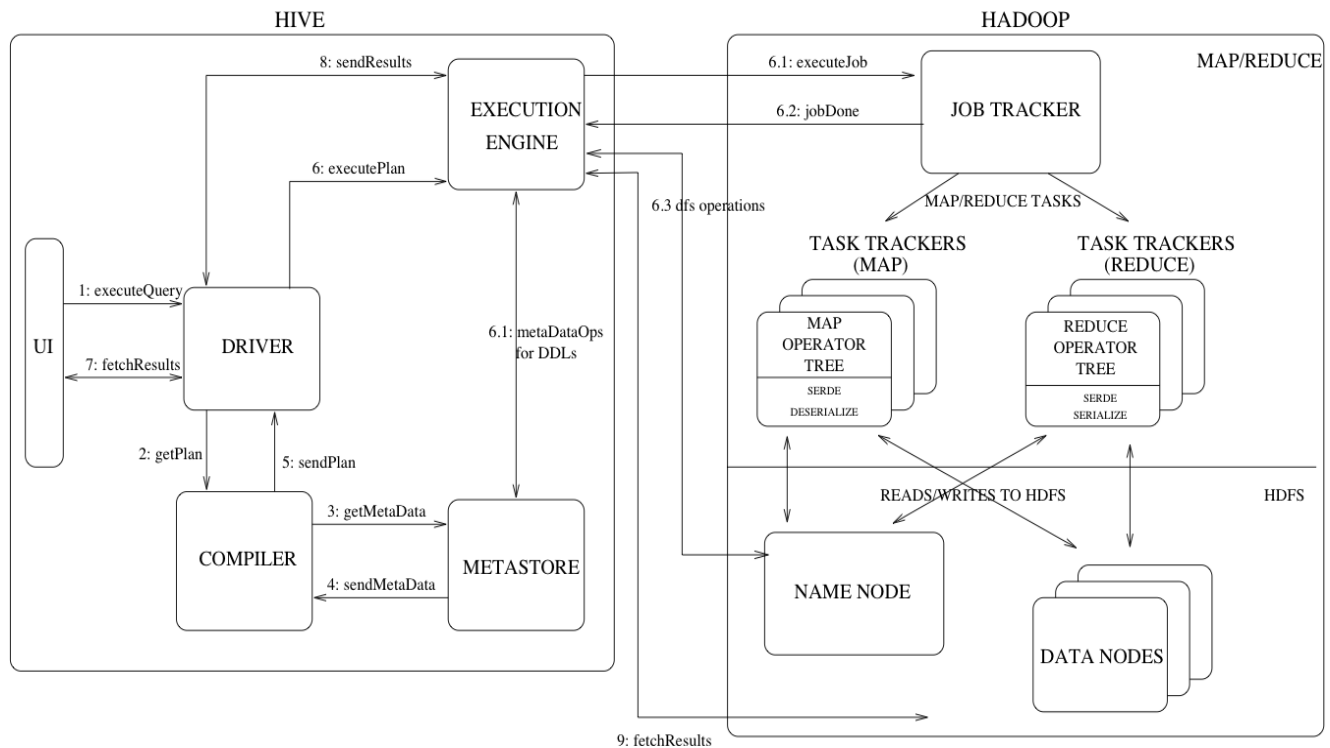 HIVE
HADOOP
MAP/REDUCE
8: sendResults
6.1: executeJob
EXECUTION
ENGINE
JOB TRACKER
6.2: jobDone
6: executePlan
6.3 dfs operations
MAP/REDUCE TASKS
TASK TRACKERS
(MAP)
TASK TRACKERS
(REDUCE)
1: executeQuery
UI
DRIVER
6.1: metaDataOps
for DDLs
7: fetchResults
MAP
OPERATOR
TREE
SERDE
DESERIALIZE
REDUCE
OPERATOR
TREE
SERDE
SERIALIZE
2: getPlan
5: sendPlan
READS/WRITES TO HDFS
HDFS
3: getMetaData
COMPILER
METASTORE
4: sendMetaData
NAME NODE
DATA NODES
9: fetchResults